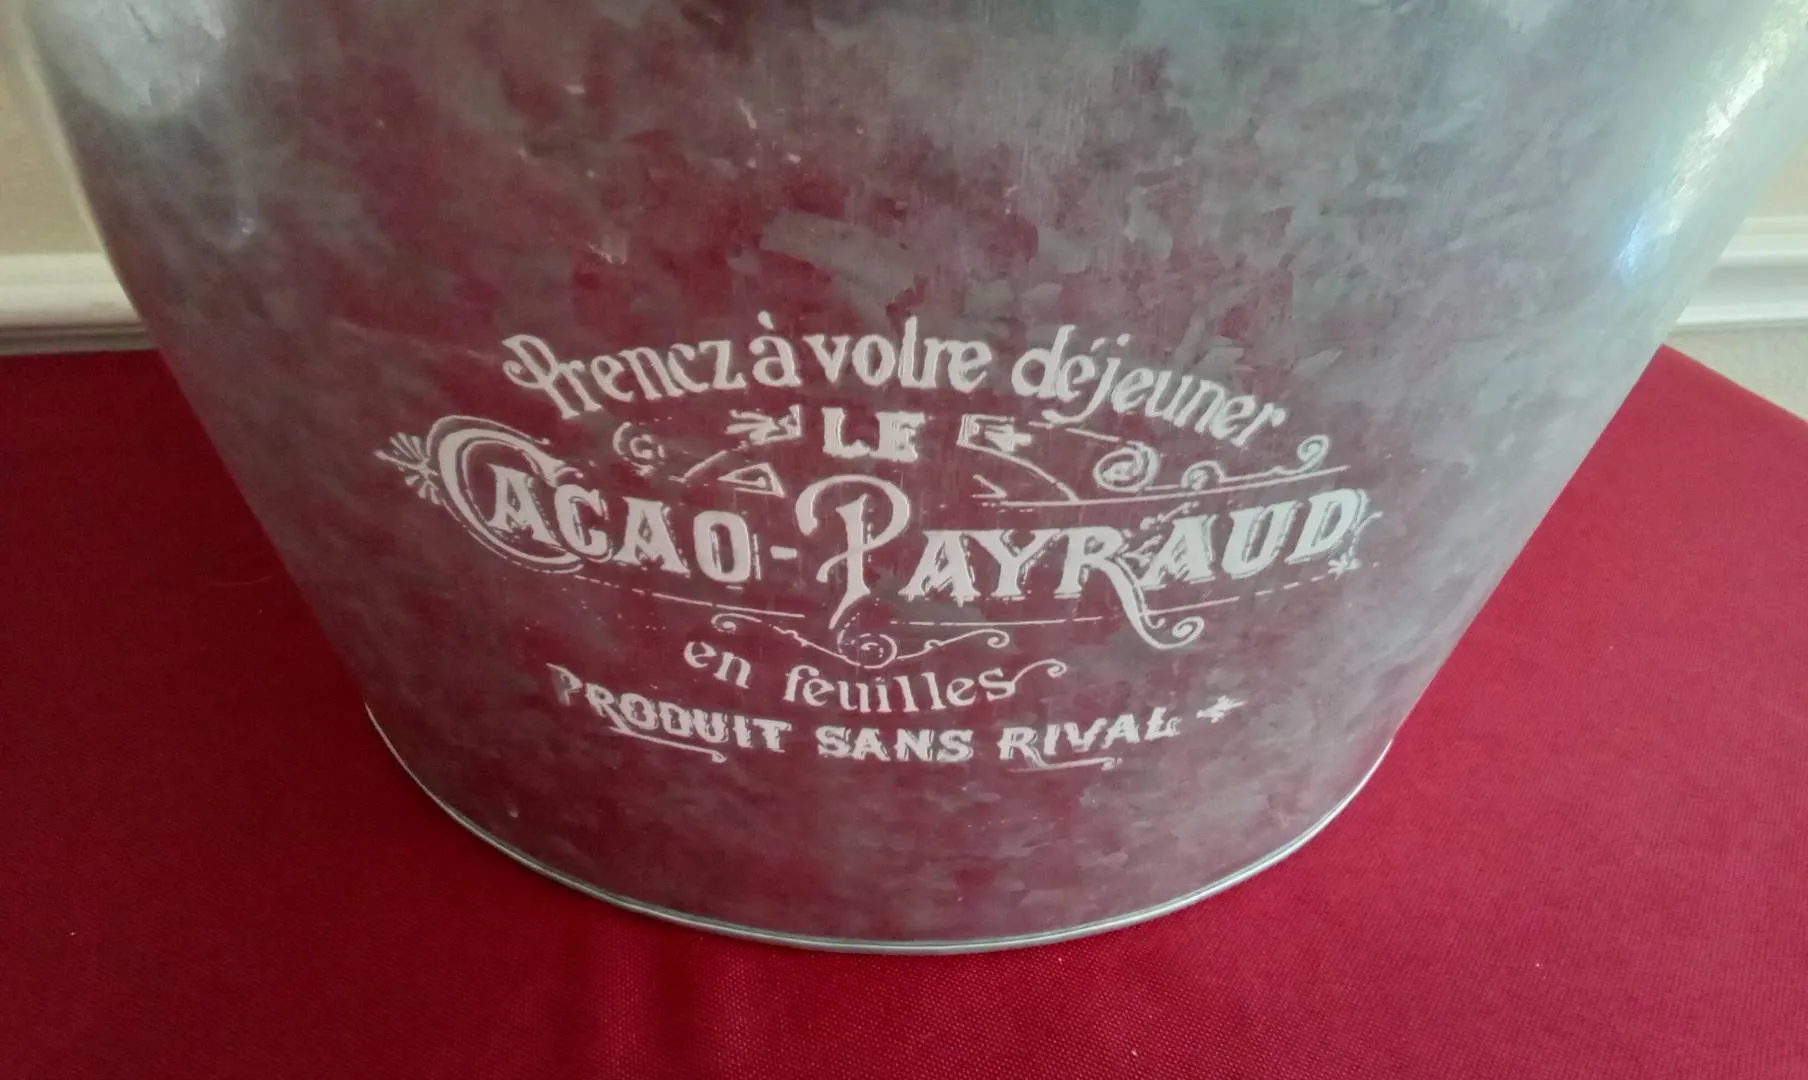 Prenez à votre déjeuner
LE
CACAO-PAYRAUD
en feuilles
PRODUIT SANS RIVAL